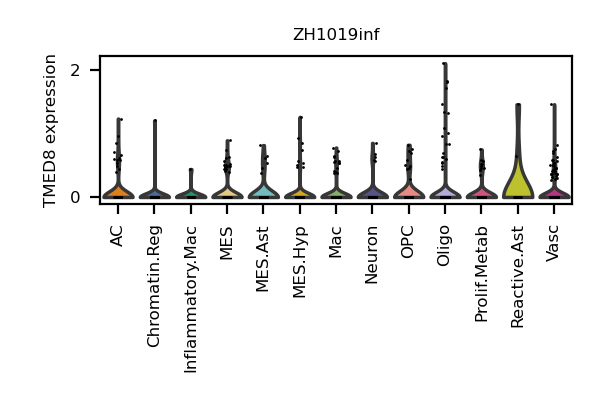 ZH1019inf
TMED8 expression
2
0
AC
Chromatin.Reg
Inflammatory.Mac
MES
MES.Ast
MES.Hyp
Mac
Neuron
OPC
Oligo
Prolif.Metab
Reactive.Ast
Vasc